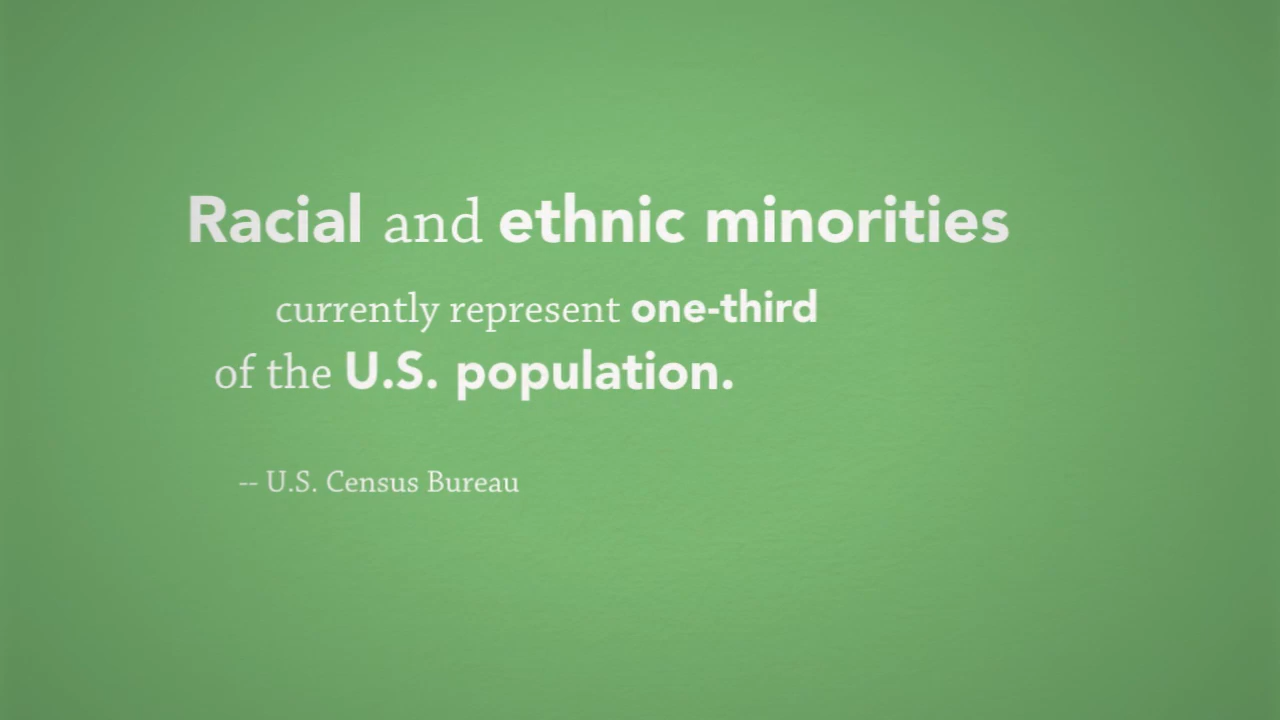 Racial and ethnic minorities
currently represent one-third
of the U.S. population.
-- U.S. Census Bureau